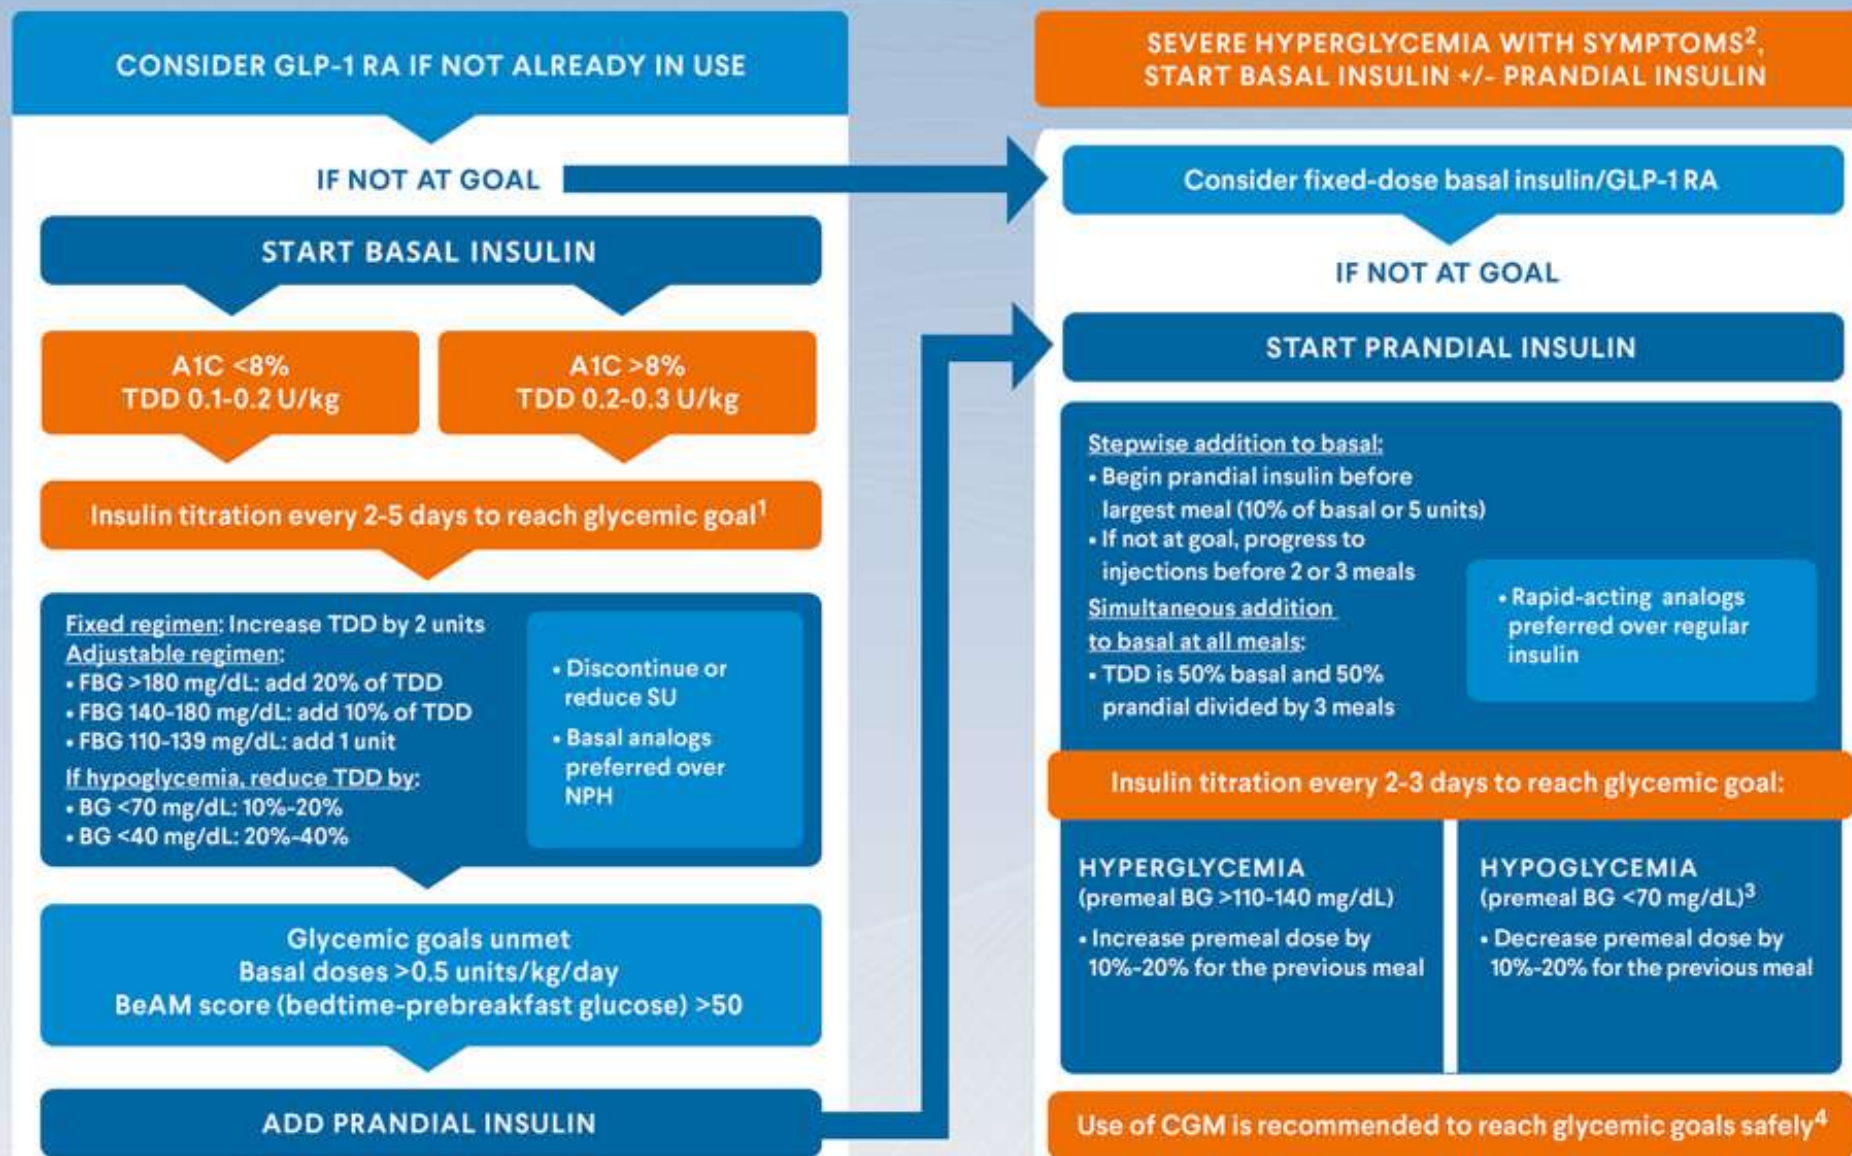 CONSIDER GLP-1 RA IF NOT ALREADY IN USE
IF NOT AT GOAL
START BASAL INSULIN
A1C <8%
TDD 0.1-0.2 U/kg
A1C >8%
TDD 0.2-0.3 U/kg
Insulin titration every 2-5 days to reach glycemic goal¹
Fixed regimen: Increase TDD by 2 units
Adjustable regimen:
• FBG >180 mg/dL: add 20% of TDD
• FBG 140-180 mg/dL: add 10% of TDD
• FBG 110-139 mg/dL: add 1 unit
If hypoglycemia, reduce TDD by:
• BG <70 mg/dL: 10%-20%
• BG <40 mg/dL: 20%-40%
• Discontinue or
reduce SU
• Basal analogs
preferred over
NPH
Glycemic goals unmet
Basal doses >0.5 units/kg/day
BeAM score (bedtime-prebreakfast glucose) >50
ADD PRANDIAL INSULIN
SEVERE HYPERGLYCEMIA WITH SYMPTOMS²,
START BASAL INSULIN +/- PRANDIAL INSULIN
Consider fixed-dose basal insulin/GLP-1 RA
IF NOT AT GOAL
START PRANDIAL INSULIN
Stepwise addition to basal:
• Begin prandial insulin before
largest meal (10% of basal or 5 units)
• If not at goal, progress to
injections before 2 or 3 meals
Simultaneous addition
to basal at all meals:
• TDD is 50% basal and 50%
prandial divided by 3 meals
• Rapid-acting analogs
preferred over regular
insulin
Insulin titration every 2-3 days to reach glycemic goal:
HYPERGLYCEMIA
(premeal BG >110-140 mg/dL)
• Increase premeal dose by
10%-20% for the previous meal
HYPOGLYCEMIA
(premeal BG <70 mg/dL)³
• Decrease premeal dose by
10%-20% for the previous meal
Use of CGM is recommended to reach glycemic goals safely⁴